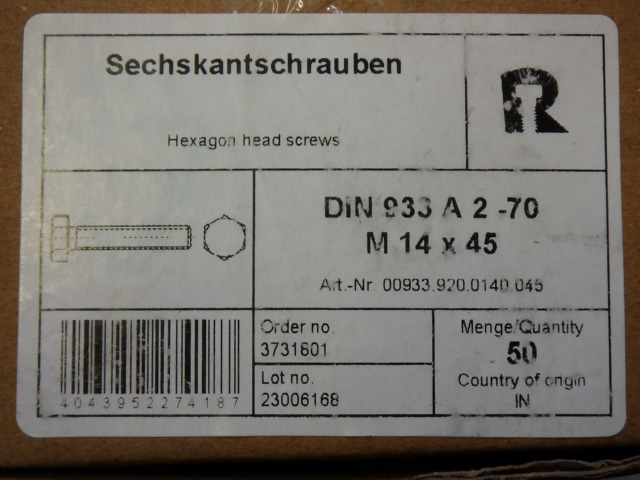 Sechskantschrauben
R
Hexagon head screws
DIN 933 A 2 -70
M 14 x 45
Art.-Nr. 00933.920.0140.045
Order no.
3731801
Lot no.
23006168
Menge/Quantity
50
Country of origin
IN
4043952274187